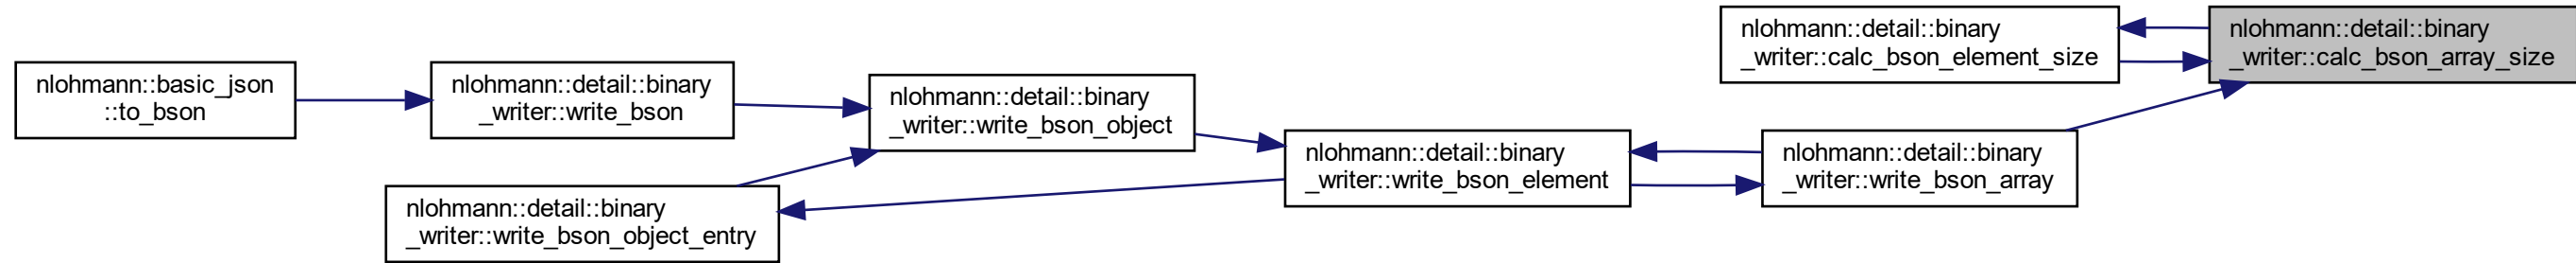 nlohmann::basic_json
::to_bson
nlohmann::detail::binary
_writer::write_bson
nlohmann::detail::binary
_writer::write_bson_object
nlohmann::detail::binary
_writer::write_bson_object_entry
nlohmann::detail::binary
_writer::write_bson_element
nlohmann::detail::binary
_writer::calc_bson_element_size
nlohmann::detail::binary
_writer::write_bson_array
nlohmann::detail::binary
_writer::calc_bson_array_size